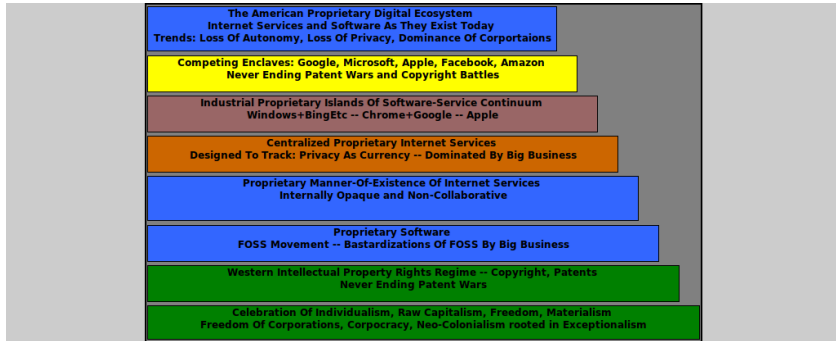 The American Proprietary Digital Ecosystem
Internet Services and Software As They Exist Today
Trends: Loss Of Autonomy, Loss Of Privacy, Dominance Of Corportaions
Competing Enclaves: Google, Microsoft, Apple, Facebook, Amazon
Never Ending Patent Wars and Copyright Battles
Industrial Proprietary Islands Of Software-Service Continuum
Windows+BingEtc -- Chrome+Google -- Apple
Centralized Proprietary Internet Services
Designed To Track: Privacy As Currency -- Dominated By Big Business
Proprietary Manner-Of-Existence Of Internet Services
Internally Opaque and Non-Collaborative
Proprietary Software
FOSS Movement -- Bastardizations Of FOSS By Big Business
Western Intellectual Property Rights Regime -- Copyright, Patents
Never Ending Patent Wars
Celebration Of Individualism, Raw Capitalism, Freedom, Materialism
Freedom Of Corporations, Corpocracy, Neo-Colonialism rooted in Exceptionalism